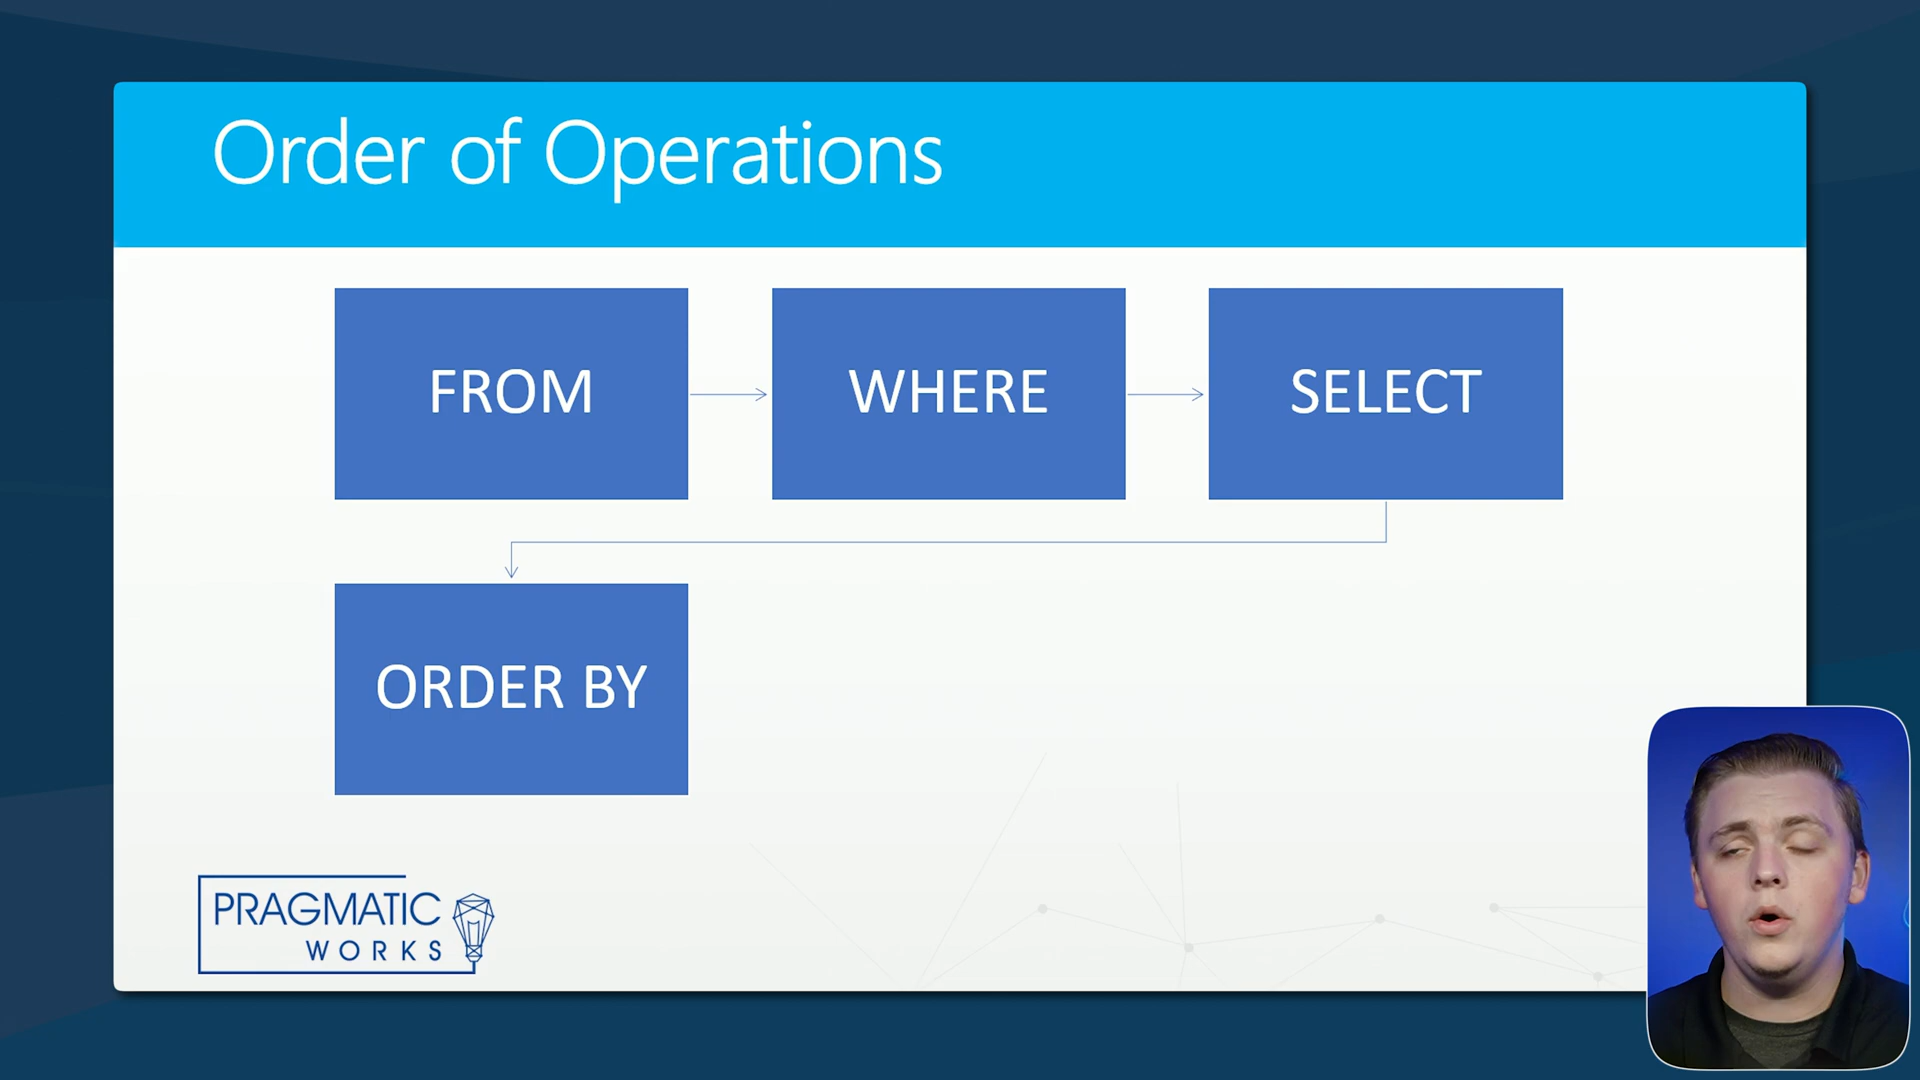 Order of Operations
FROM
WHERE
SELECT
ORDER BY
PRAGMATIC
WORKS